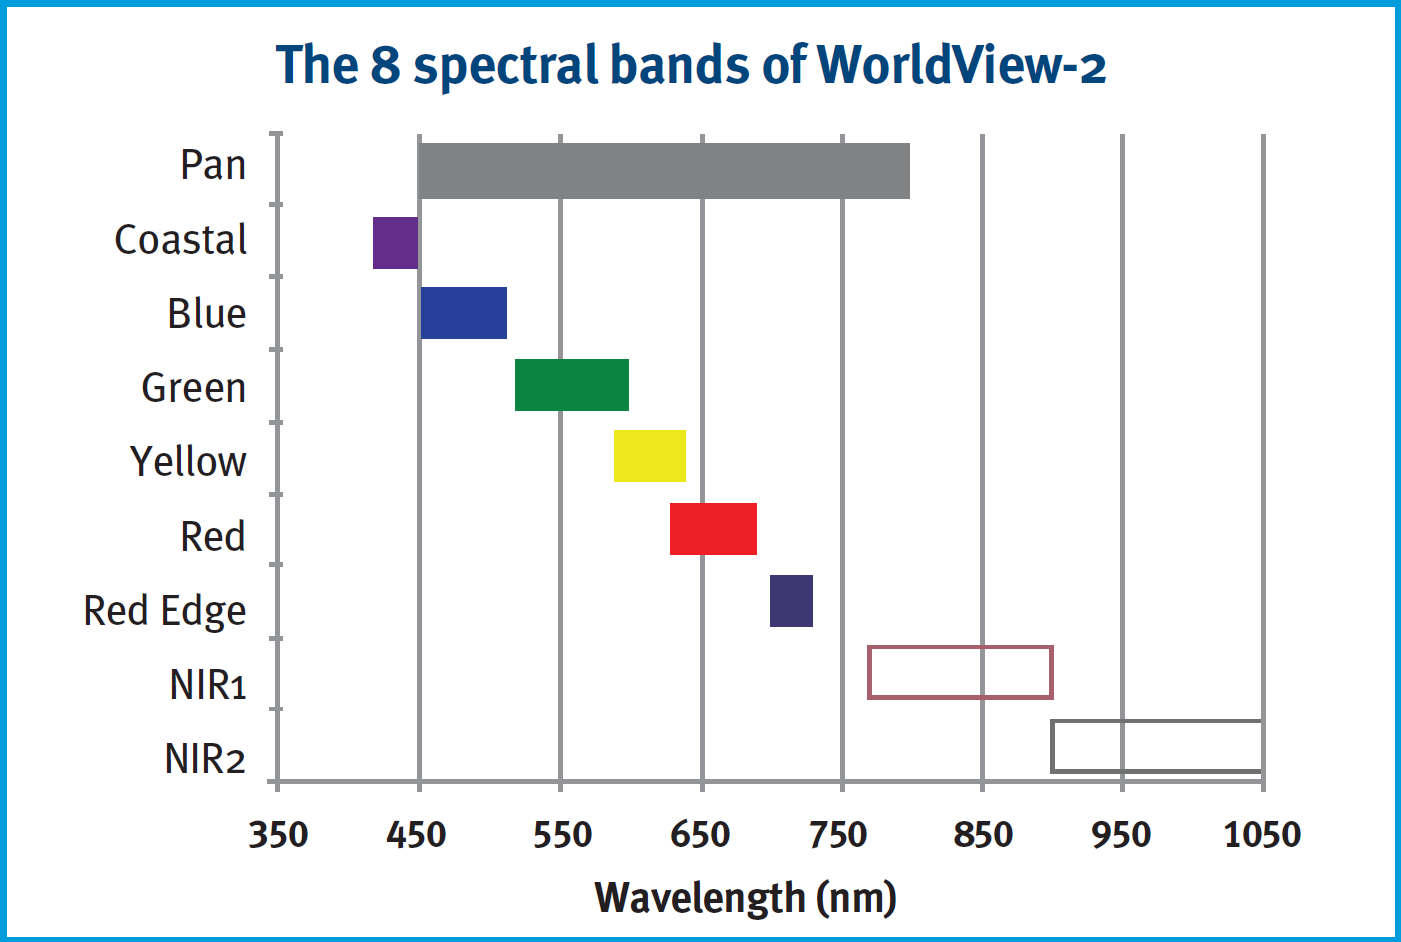 The 8 spectral bands of WorldView-2
Pan
Coastal
Blue
Green
Yellow
Red
Red Edge
NIR1
NIR2
350 450 550 650 750 850 950 1050
Wavelength (nm)